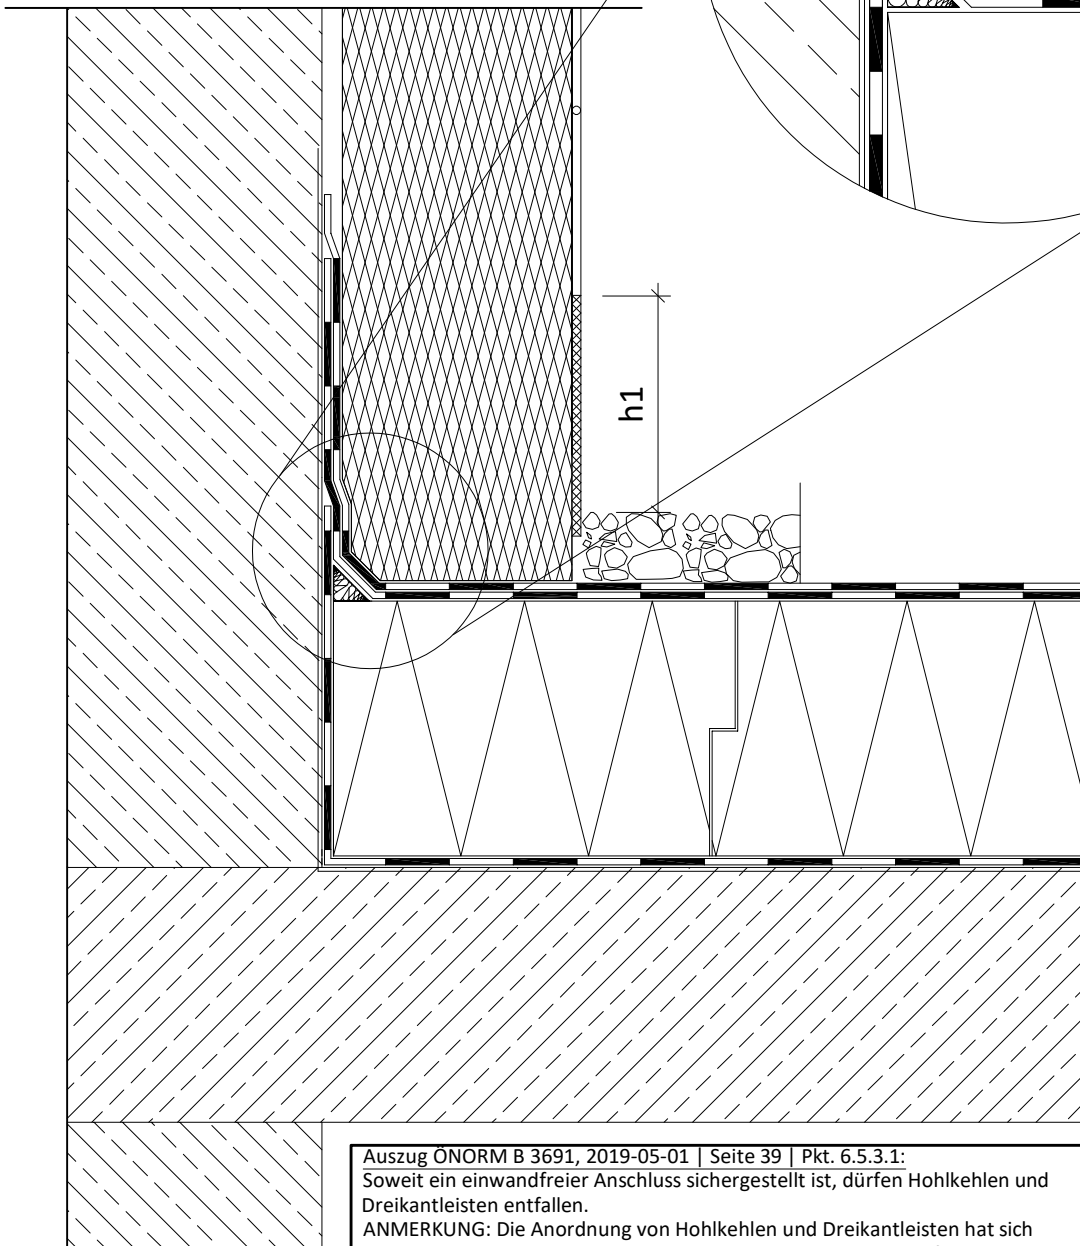 h1
Auszug ÖNORM B 3691, 2019-05-01 | Seite 39 | Pkt. 6.5.3.1:
Soweit ein einwandfreier Anschluss sichergestellt ist, dürfen Hohlkehlen und
Dreikantleisten entfallen.
ANMERKUNG: Die Anordnung von Hohlkehlen und Dreikantleisten hat sich